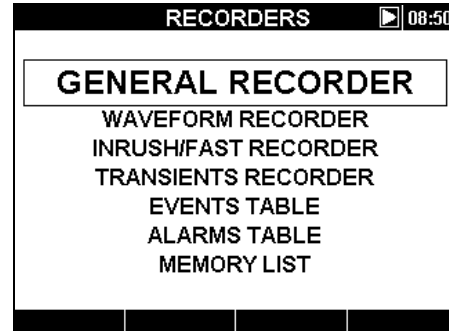 RECORDERS 08:50
GENERAL RECORDER
WAVEFORM RECORDER
INRUSH/FAST RECORDER
TRANSIENTS RECORDER
EVENTS TABLE
ALARMS TABLE
MEMORY LIST